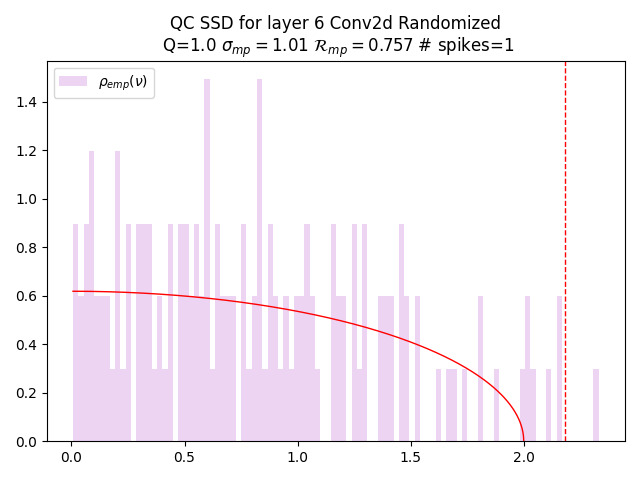 QC SSD for layer 6 Conv2d Randomized
Q=1.0 σ_mp = 1.01 ℛ_mp = 0.757 # spikes=1
ρ_emp(ν)
1.4
1.2
1.0
0.8
0.6
0.4
0.2
0.0
0.0 0.5 1.0 1.5 2.0